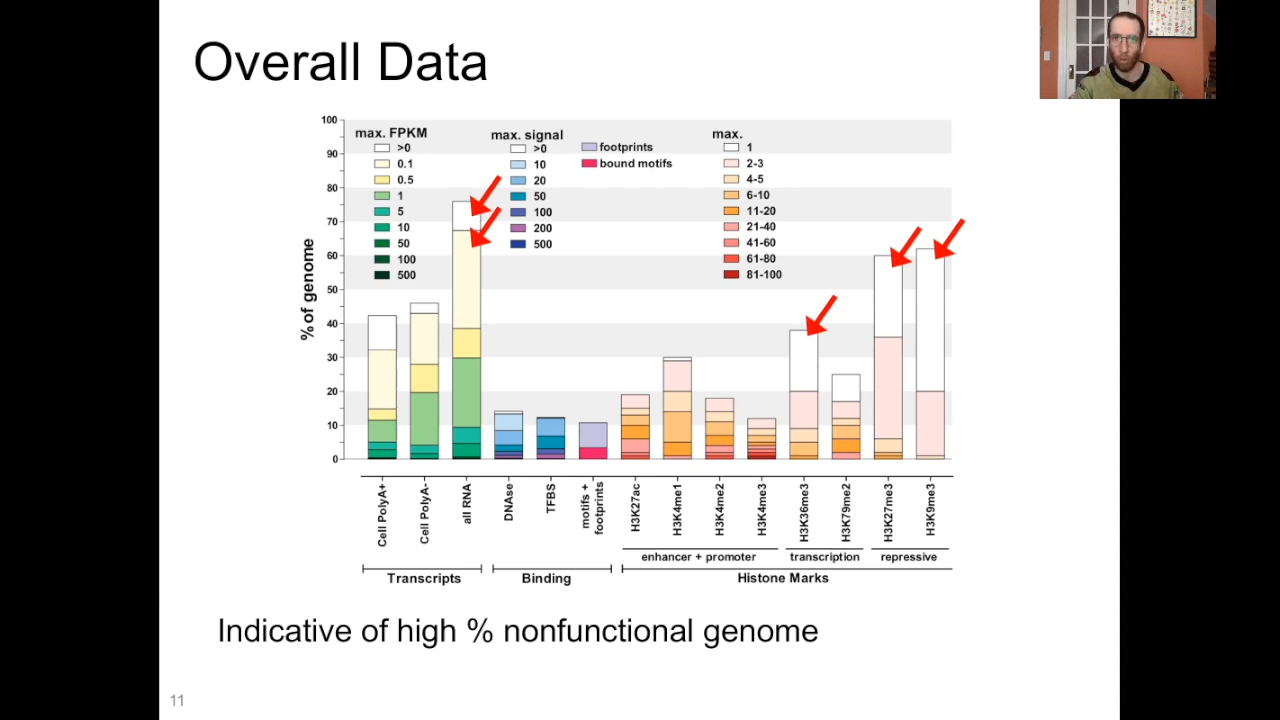 Overall Data
max. FPKM
>0
0.1
0.5
1
5
10
50
100
500
max. signal
>0
10
20
50
100
200
500
footprints
bound motifs
max.
1
2-3
4-5
6-10
11-20
21-40
41-60
61-80
81-100
% of genome
100
90
80
70
60
50
40
30
20
10
0
Cell PolyA+
Cell PolyA-
all RNA
DNAse
TFBS
motifs +
footprints
H3K27ac
H3K4me1
H3K4me2
H3K4me3
H3K36me3
H3K79me2
H3K27me3
H3K9me3
enhancer + promoter
transcription
repressive
Transcripts
Binding
Histone Marks
Indicative of high % nonfunctional genome
11